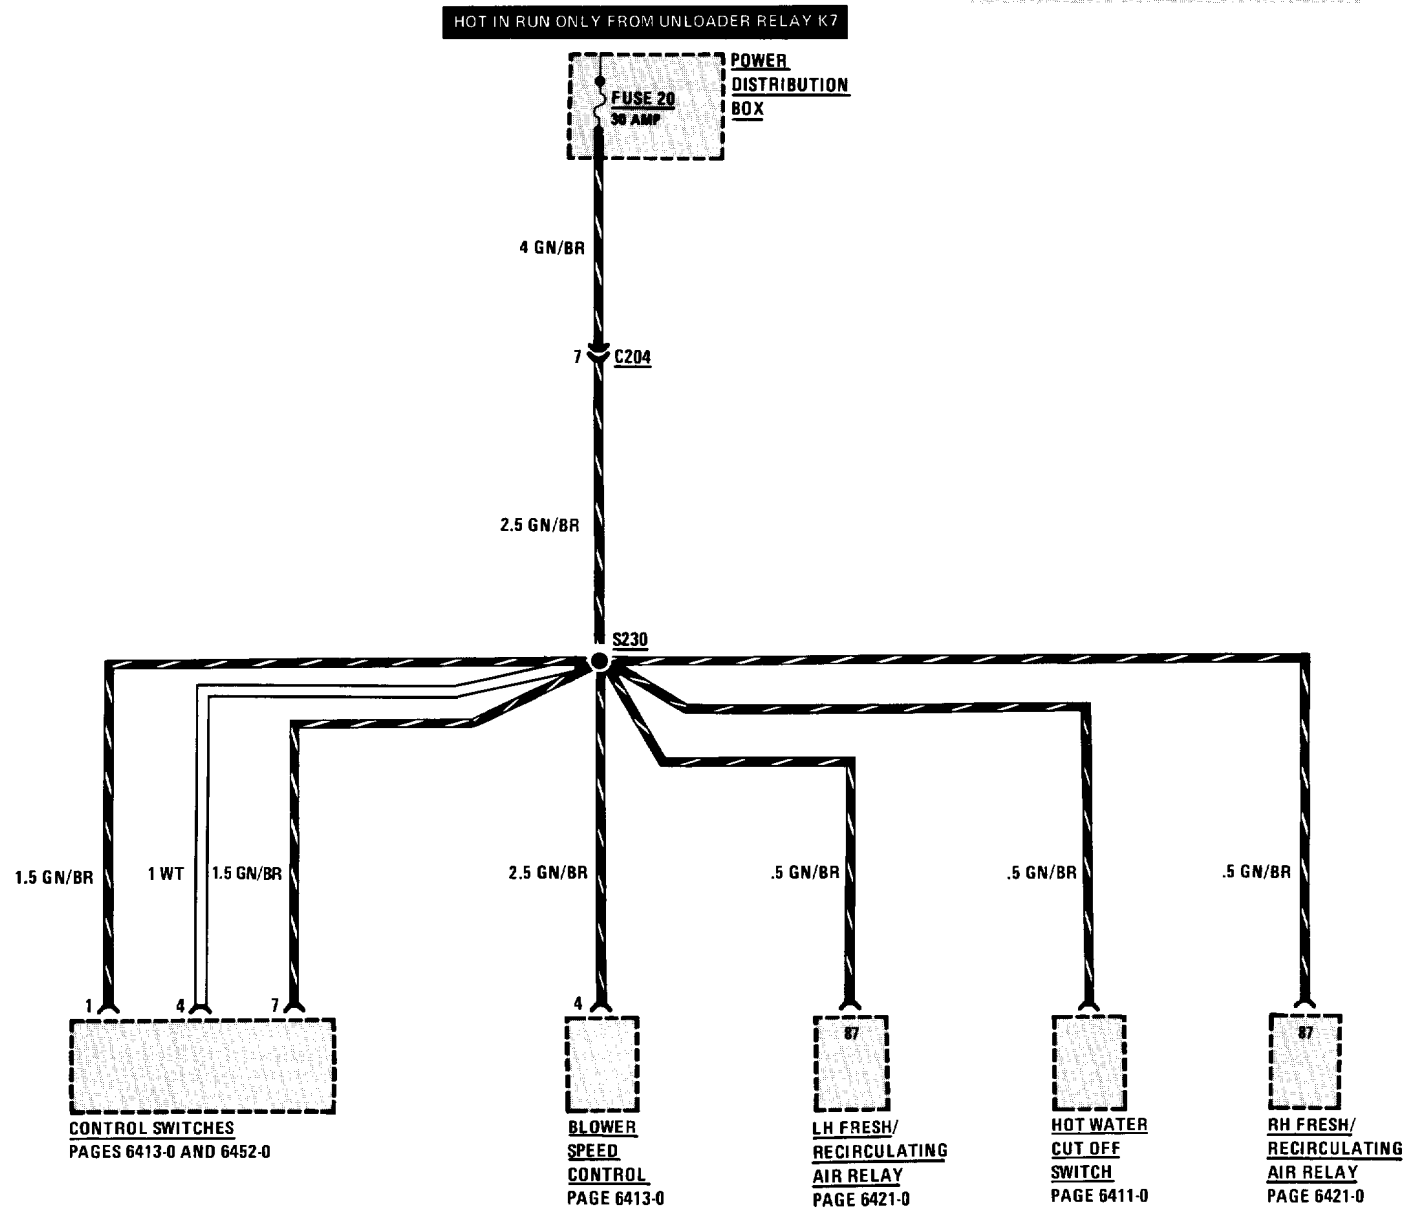 HOT IN RUN ONLY FROM UNLOADER RELAY K7
POWER
DISTRIBUTION
BOX
FUSE 20
30 AMP
4 GN/BR
7
C204
2.5 GN/BR
S230
1.5 GN/BR
1 WT
1.5 GN/BR
2.5 GN/BR
.5 GN/BR
.5 GN/BR
.5 GN/BR
1
4
7
4
87
87
CONTROL SWITCHES
PAGES 6413-0 AND 6452-0
BLOWER
SPEED
CONTROL
PAGE 6413-0
LH FRESH/
RECIRCULATING
AIR RELAY
PAGE 6421-0
HOT WATER
CUT OFF
SWITCH
PAGE 6411-0
RH FRESH/
RECIRCULATING
AIR RELAY
PAGE 6421-0